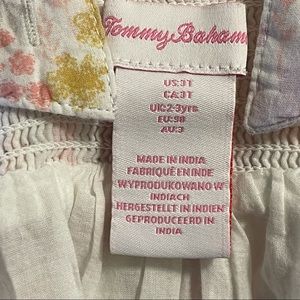 Tommy Baham
US:3T
CA:3T
UK:2-3yrs
EU:98
AU:3
MADE IN INDIA
FABRIQUÉ EN INDE
WYPRODUKOWANO W
INDIACH
HERGESTELLT IN INDIEN
GEPRODUCEERD IN
INDIA